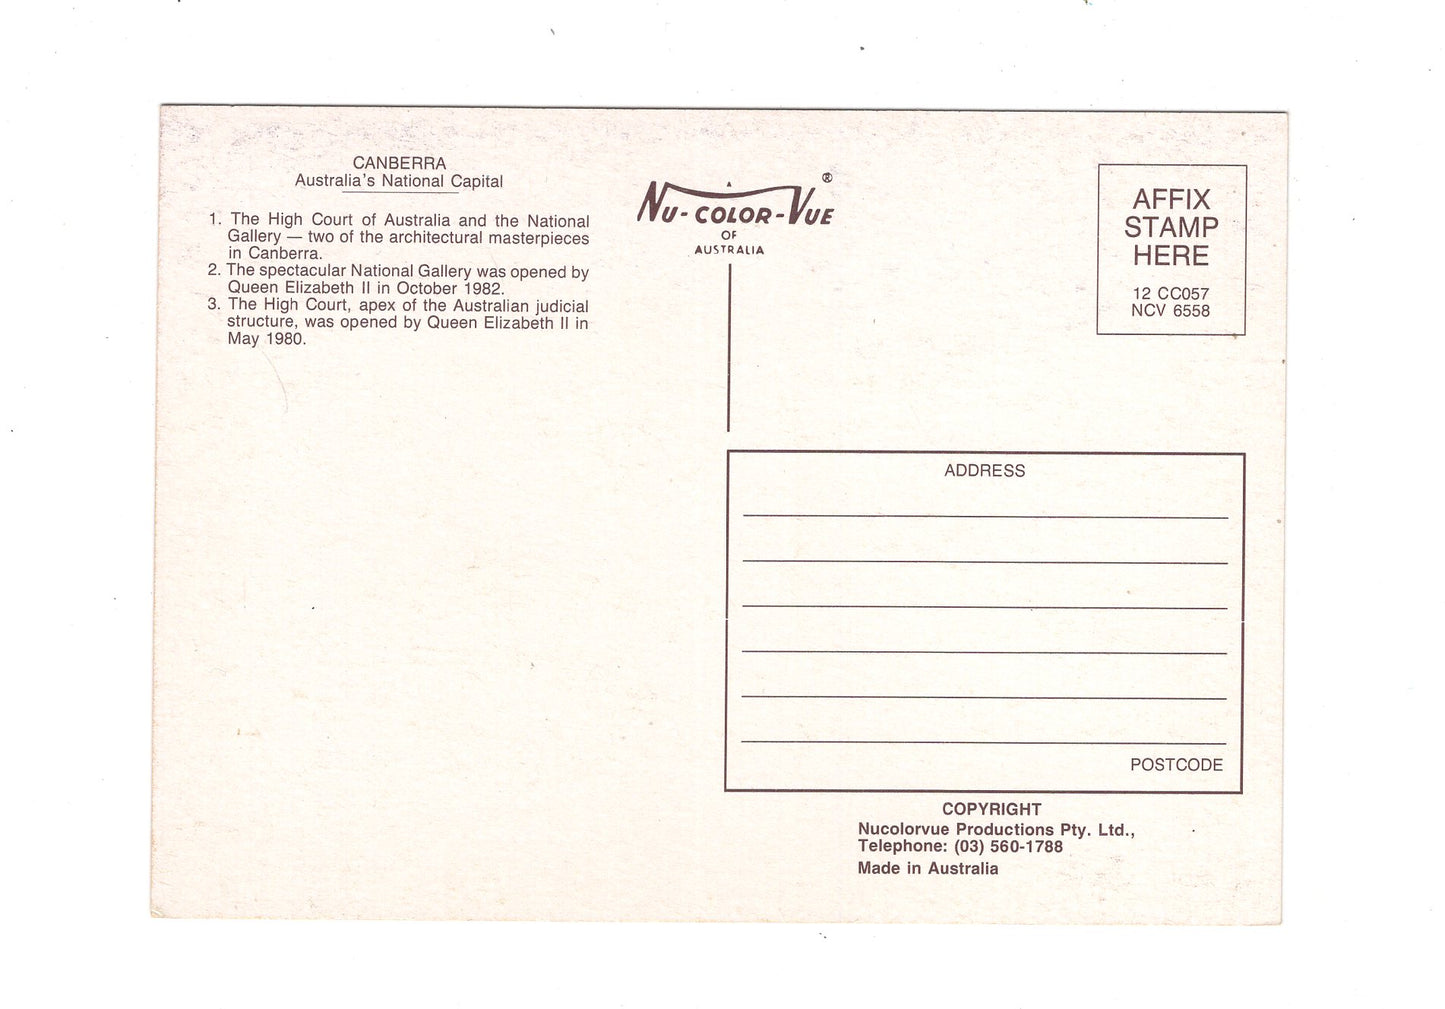 CANBERRA
Australia's National Capital
1. The High Court of Australia and the National
Gallery — two of the architectural masterpieces
in Canberra.
2. The spectacular National Gallery was opened by
Queen Elizabeth II in October 1982.
3. The High Court, apex of the Australian judicial
structure, was opened by Queen Elizabeth II in
May 1980.
A
NU-COLOR-VUE ®
OF
AUSTRALIA
AFFIX
STAMP
HERE
12 CC057
NCV 6558
ADDRESS
POSTCODE
COPYRIGHT
Nucolorvue Productions Pty. Ltd.,
Telephone: (03) 560-1788
Made in Australia